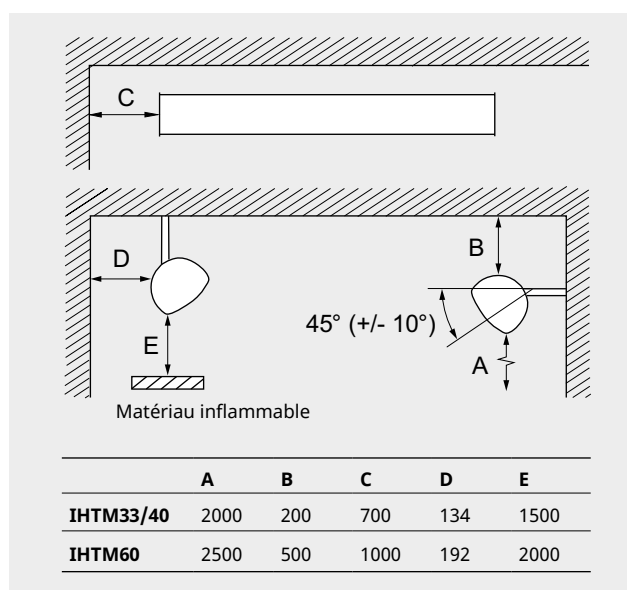 C
D
B
45° (+/- 10°)
E
A
Matériau inflammable
A B C D E
IHTM33/40 2000 200 700 134 1500
IHTM60 2500 500 1000 192 2000